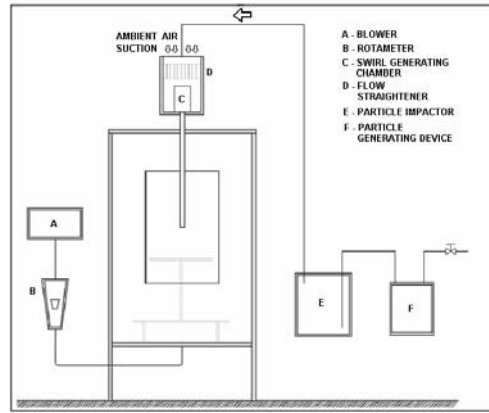 AMBIENT AIR
SUCTION
A - BLOWER
B - ROTAMETER
C - SWIRL GENERATING
CHAMBER
D - FLOW
STRAIGHTENER
E - PARTICLE IMPACTOR
F - PARTICLE
GENERATING DEVICE
D
C
A
B
E
F